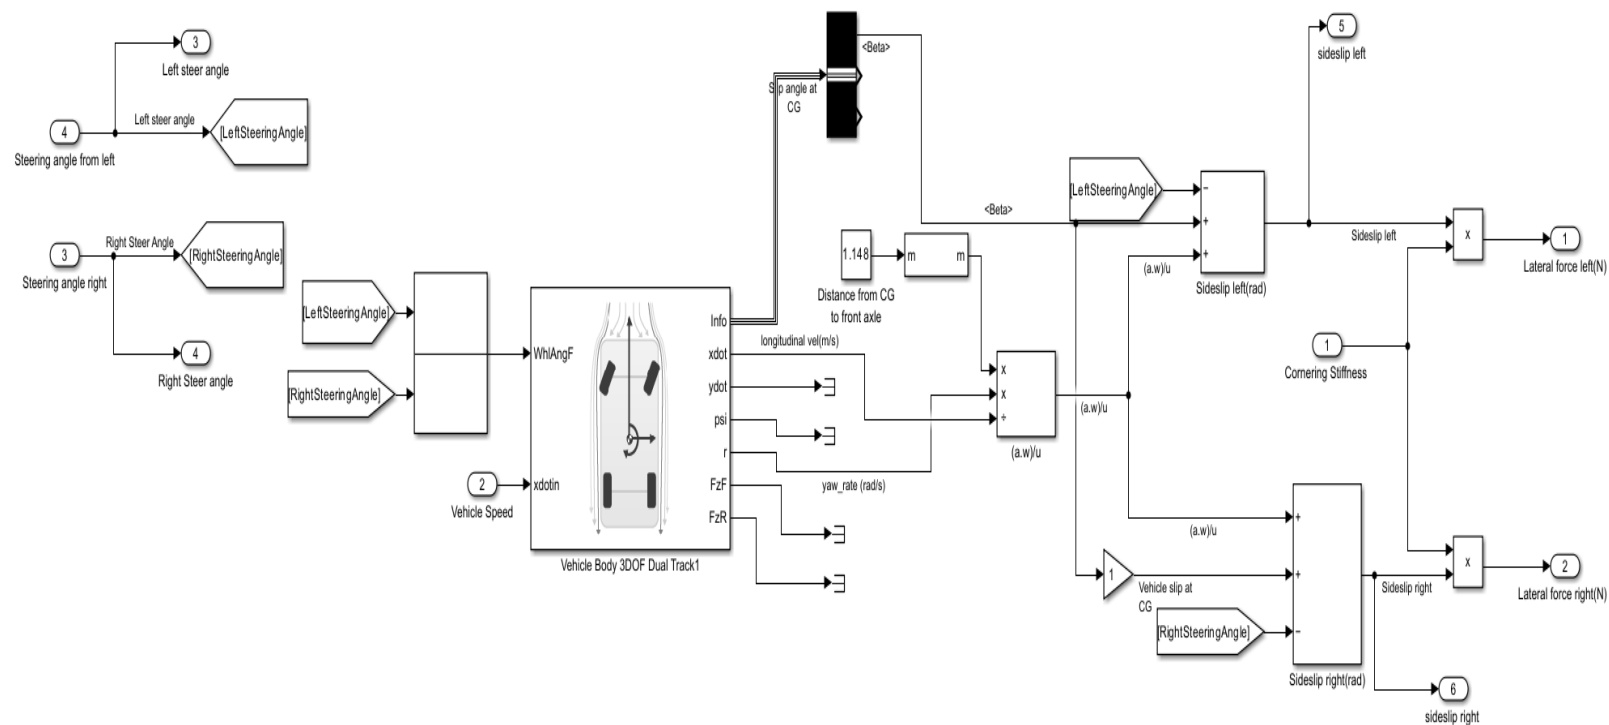 3
Left steer angle
Left steer angle
[LeftSteeringAngle]
4
Steering angle from left
3
Steering angle right
Right Steer Angle
[RightSteeringAngle]
4
Right Steer angle
[LeftSteeringAngle]
[RightSteeringAngle]
2
Vehicle Speed
WhlAngF
xdotin
Info
xdot
ydot
psi
r
FzF
FzR
Vehicle Body 3DOF Dual Track1
longitudinal vel(m/s)
yaw_rate (rad/s)
Slip angle at
CG
<Beta>
<Beta>
1.148
Distance from CG
to front axle
m
m
x
x
÷
(a.w)/u
(a.w)/u
(a.w)/u
(a.w)/u
[LeftSteeringAngle]
−
+
+
Sideslip left(rad)
5
sideslip left
Sideslip left
x
1
Lateral force left(N)
1
Cornering Stiffness
1
Vehicle slip at
CG
[RightSteeringAngle]
+
+
−
Sideslip right(rad)
Sideslip right
x
2
Lateral force right(N)
6
sideslip right